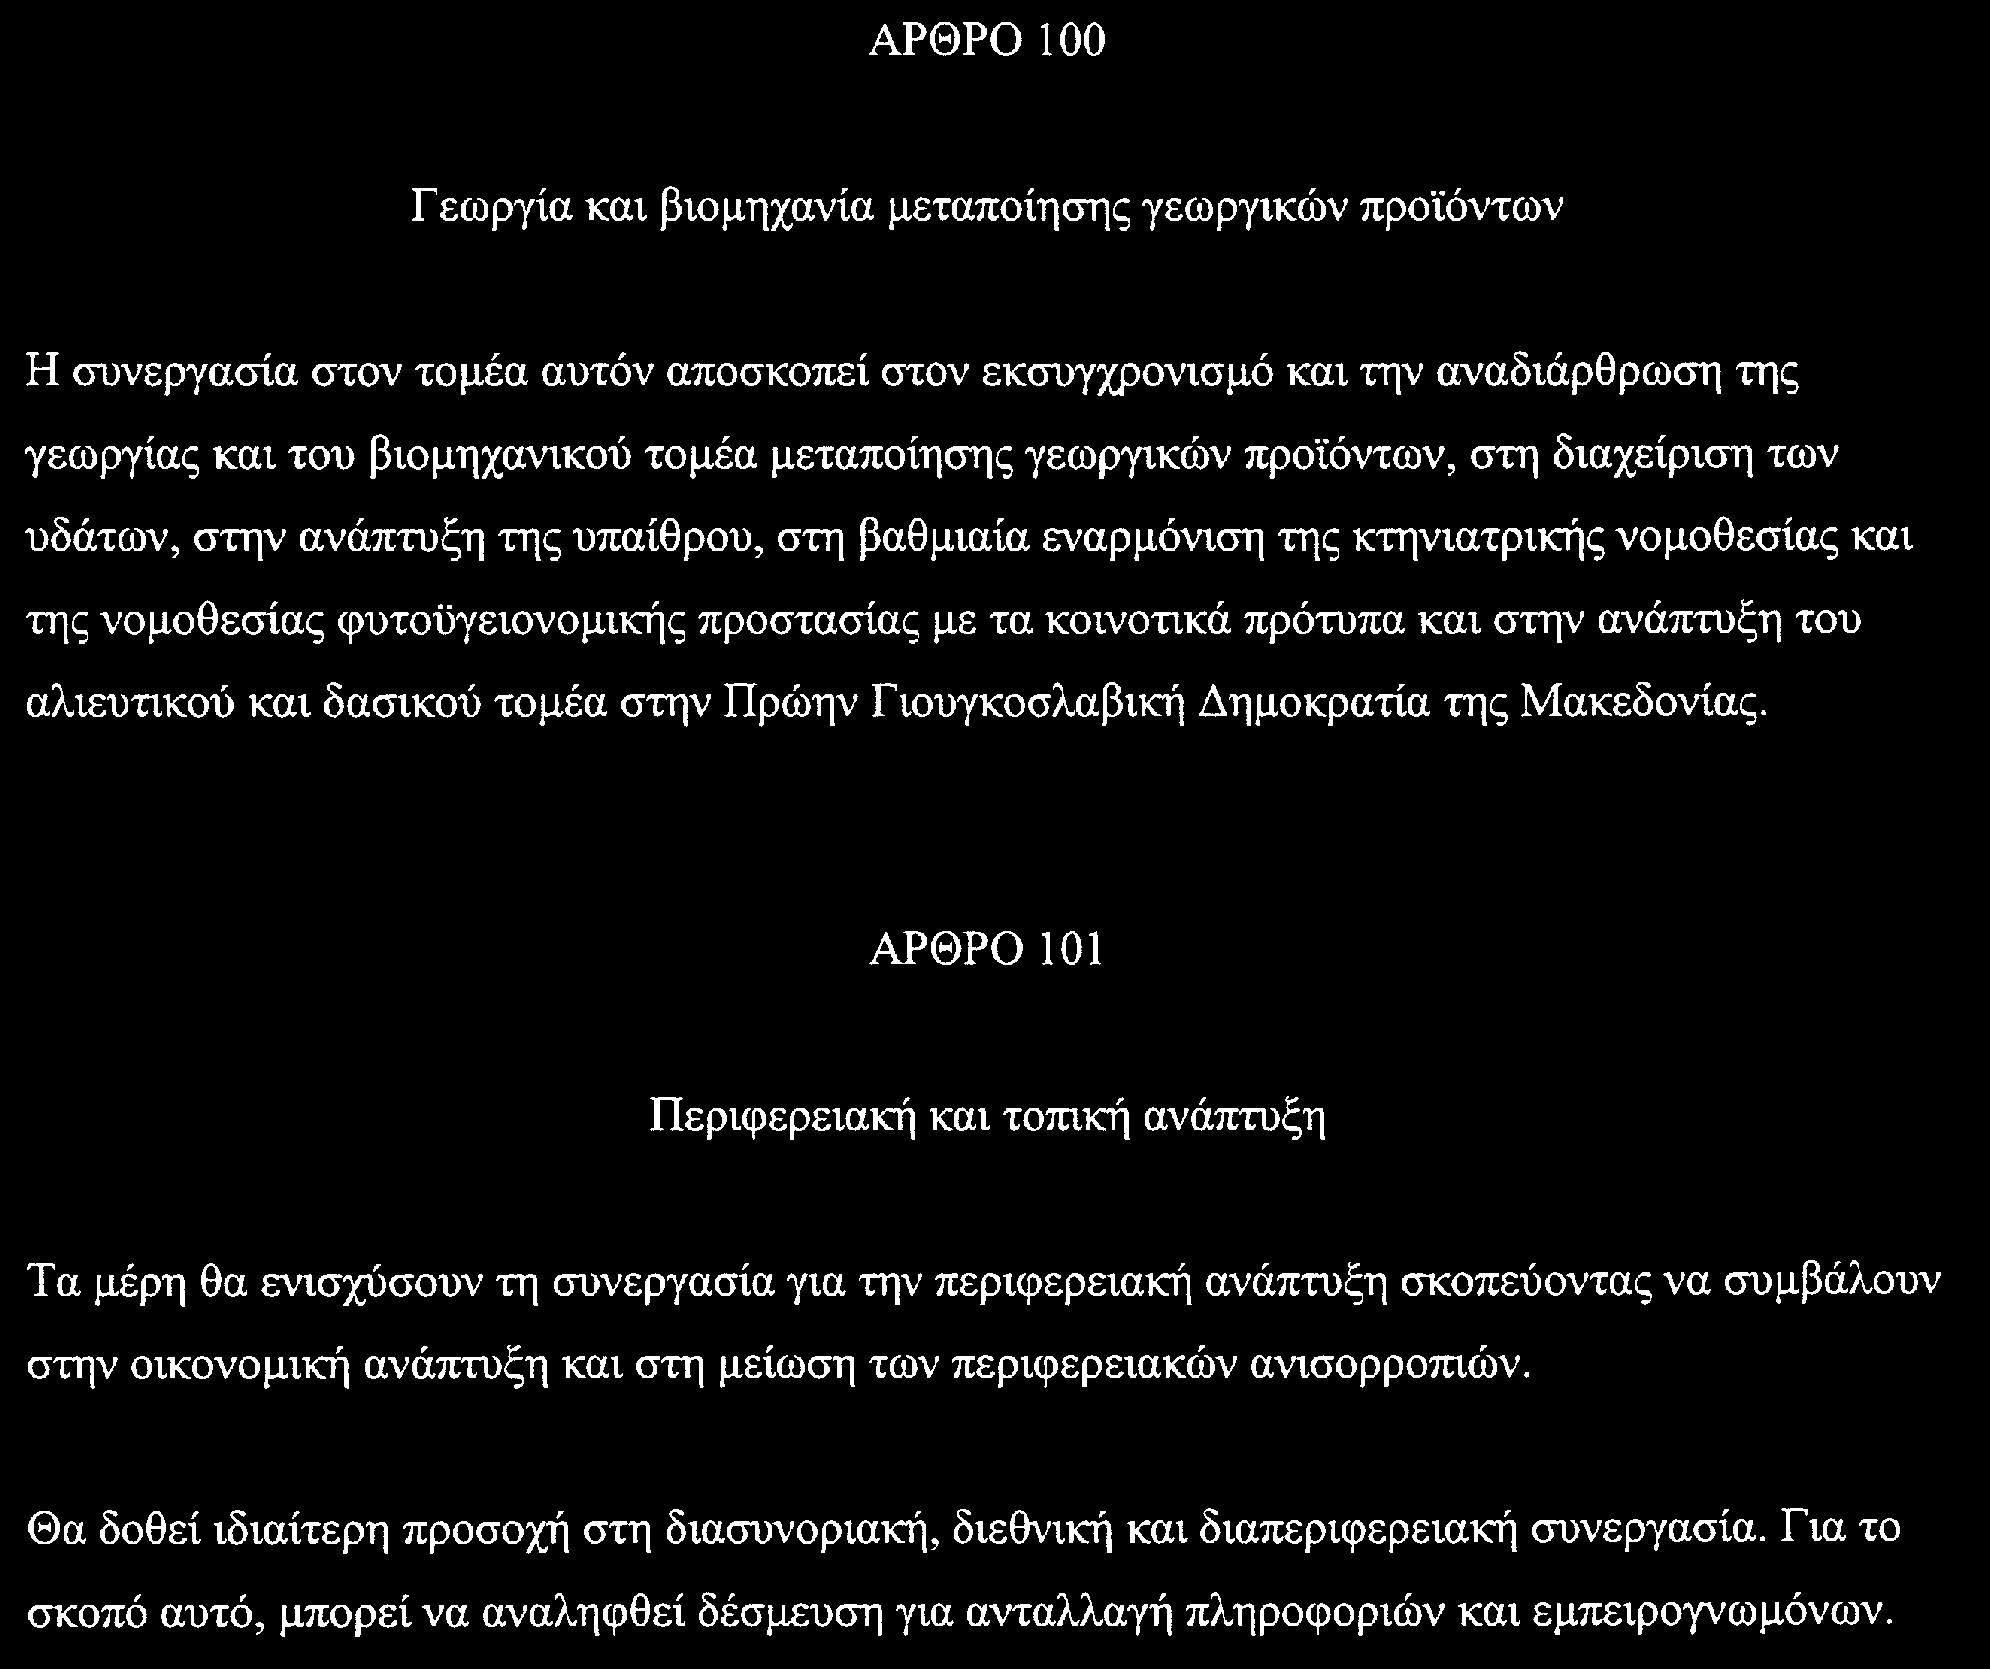 ΑΡΘΡΟ 100
Γεωργία και βιομηχανία μεταποίησης γεωργικών προϊόντων
Η συνεργασία στον τομέα αυτόν αποσκοπεί στον εκσυγχρονισμό και την αναδιάρθρωση της
γεωργίας και του βιομηχανικού τομέα μεταποίησης γεωργικών προϊόντων, στη διαχείριση των
υδάτων, στην ανάπτυξη της υπαίθρου, στη βαθμιαία εναρμόνιση της κτηνιατρικής νομοθεσίας και
της νομοθεσίας φυτοϋγειονομικής προστασίας με τα κοινοτικά πρότυπα και στην ανάπτυξη του
αλιευτικού και δασικού τομέα στην Πρώην Γιουγκοσλαβική Δημοκρατία της Μακεδονίας.
ΑΡΘΡΟ 101
Περιφερειακή και τοπική ανάπτυξη
Τα μέρη θα ενισχύσουν τη συνεργασία για την περιφερειακή ανάπτυξη σκοπεύοντας να συμβάλουν
στην οικονομική ανάπτυξη και στη μείωση των περιφερειακών ανισορροπιών.
Θα δοθεί ιδιαίτερη προσοχή στη διασυνοριακή, διεθνική και διαπεριφερειακή συνεργασία. Για το
σκοπό αυτό, μπορεί να αναληφθεί δέσμευση για ανταλλαγή πληροφοριών και εμπειρογνωμόνων.